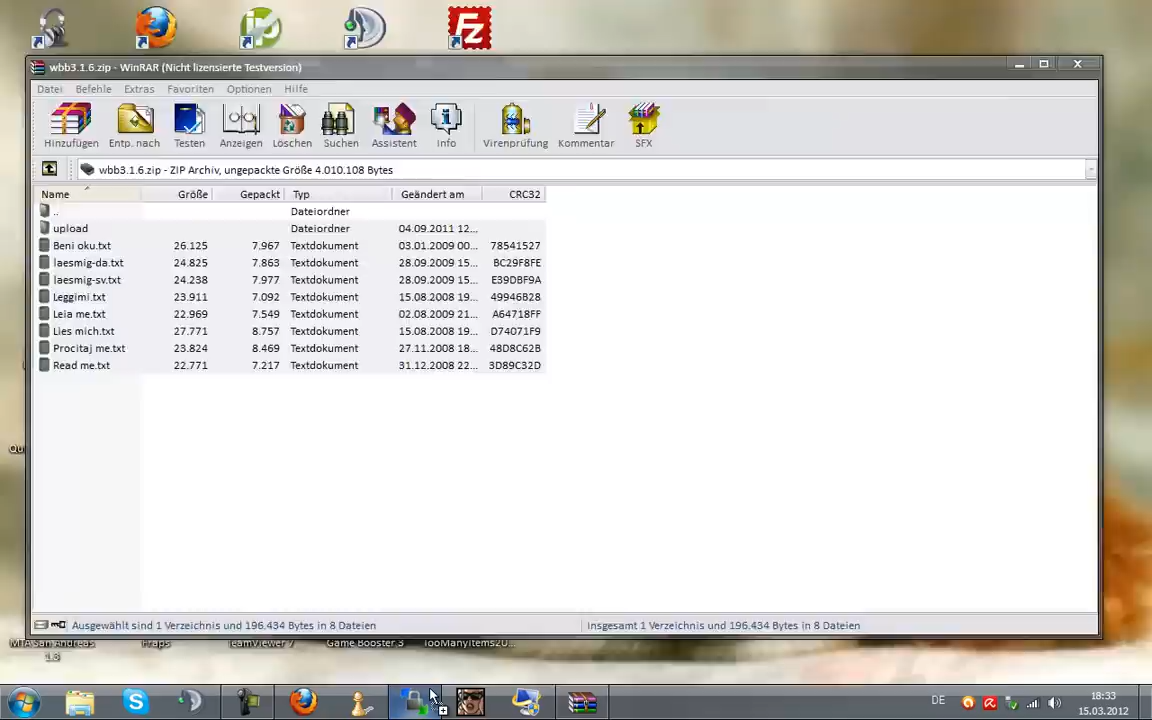 wbb3.1.6.zip - WinRAR (Nicht lizensierte Testversion)
Datei Befehle Extras Favoriten Optionen Hilfe
Hinzufügen Entp. nach Testen Anzeigen Löschen Suchen Assistent Info Virenprüfung Kommentar SFX
wbb3.1.6.zip - ZIP Archiv, ungepackte Größe 4.010.108 Bytes
Name Größe Gepackt Typ Geändert am CRC32
.. Dateiordner
upload Dateiordner 04.09.2011 12...
Beni oku.txt 26.125 7.967 Textdokument 03.01.2009 00... 78541527
laesmig-da.txt 24.825 7.863 Textdokument 28.09.2009 15... BC29F8FE
laesmig-sv.txt 24.238 7.977 Textdokument 28.09.2009 15... E39DBF9A
Leggimi.txt 23.911 7.092 Textdokument 15.08.2008 19... 49946B28
Leia me.txt 22.969 7.549 Textdokument 02.08.2009 21... A64718FF
Lies mich.txt 27.771 8.757 Textdokument 15.08.2008 19... D74071F9
Procitaj me.txt 23.824 8.469 Textdokument 27.11.2008 18... 48D8C62B
Read me.txt 22.771 7.217 Textdokument 31.12.2008 22... 3D89C32D
Qu
Ausgewählt sind 1 Verzeichnis und 196.434 Bytes in 8 Dateien Insgesamt 1 Verzeichnis und 196.434 Bytes in 8 Dateien
MTA San Andreas Fraps TeamViewer 7 Game Booster 3 TooManyItems2U...
1.3
DE 18:33
15.03.2012